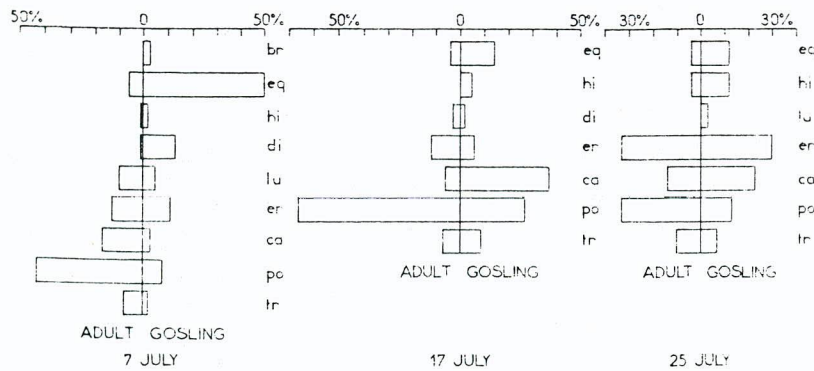 50% 0 50%
br
eq
hi
di
lu
er
ca
po
tr
ADULT GOSLING
7 JULY
50% 0 50%
eq
hi
di
er
ca
po
tr
ADULT GOSLING
17 JULY
30% 0 30%
eq
hi
lu
er
ca
po
tr
ADULT GOSLING
25 JULY